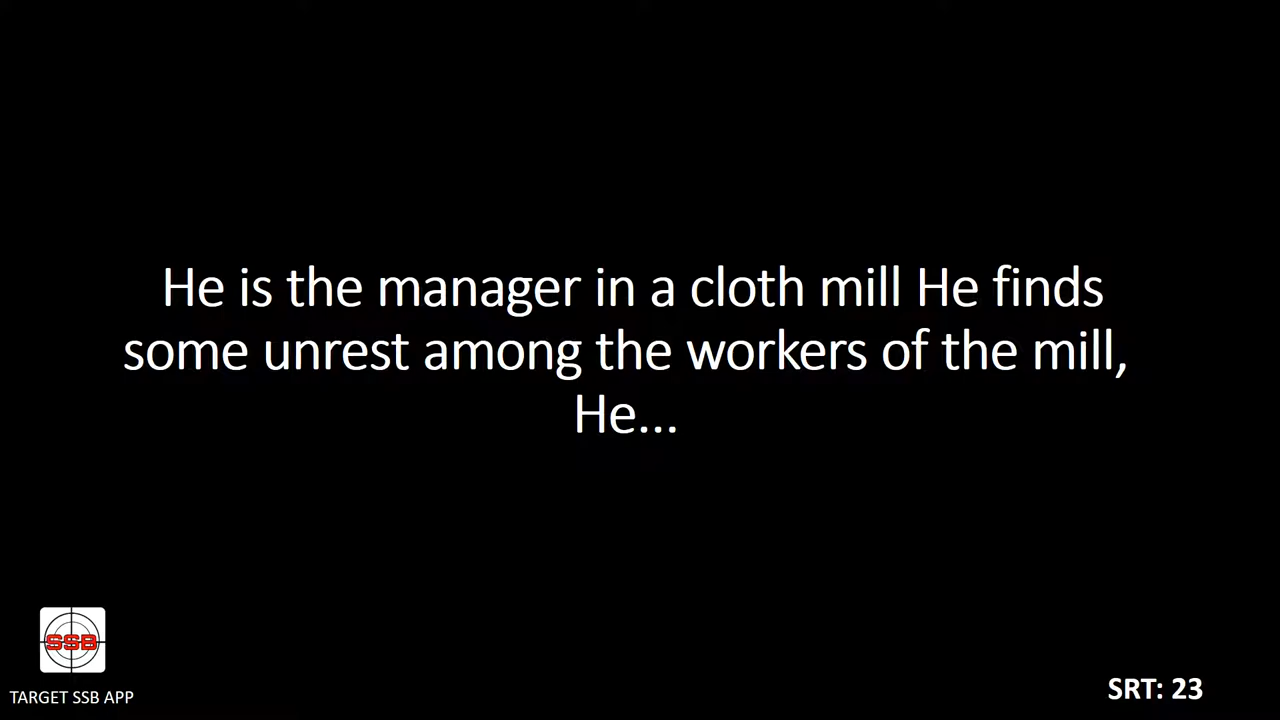 He is the manager in a cloth mill He finds
some unrest among the workers of the mill,
He...
SSB
TARGET SSB APP
SRT: 23